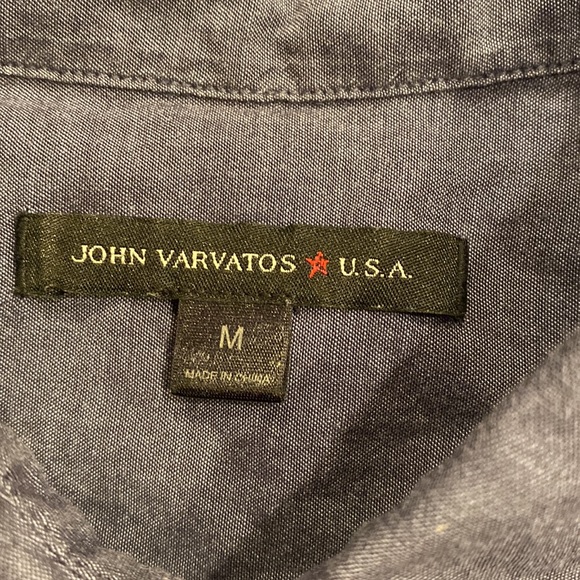 JOHN VARVATOS ★ U.S.A.
M
MADE IN CHINA